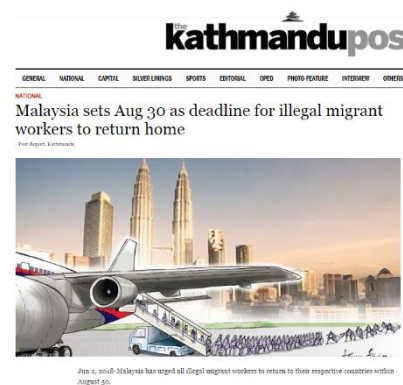 the
kathmandupos
GENERAL NATIONAL CAPITAL SILVER LININGS SPORTS EDITORIAL OPED PHOTO-FEATURE INTERVIEW OTHERS
NATIONAL
Malaysia sets Aug 30 as deadline for illegal migrant
workers to return home
- Post Report, Kathmandu
Jun 2, 2018-Malaysia has urged all illegal migrant workers to return to their respective countries within
August 30.